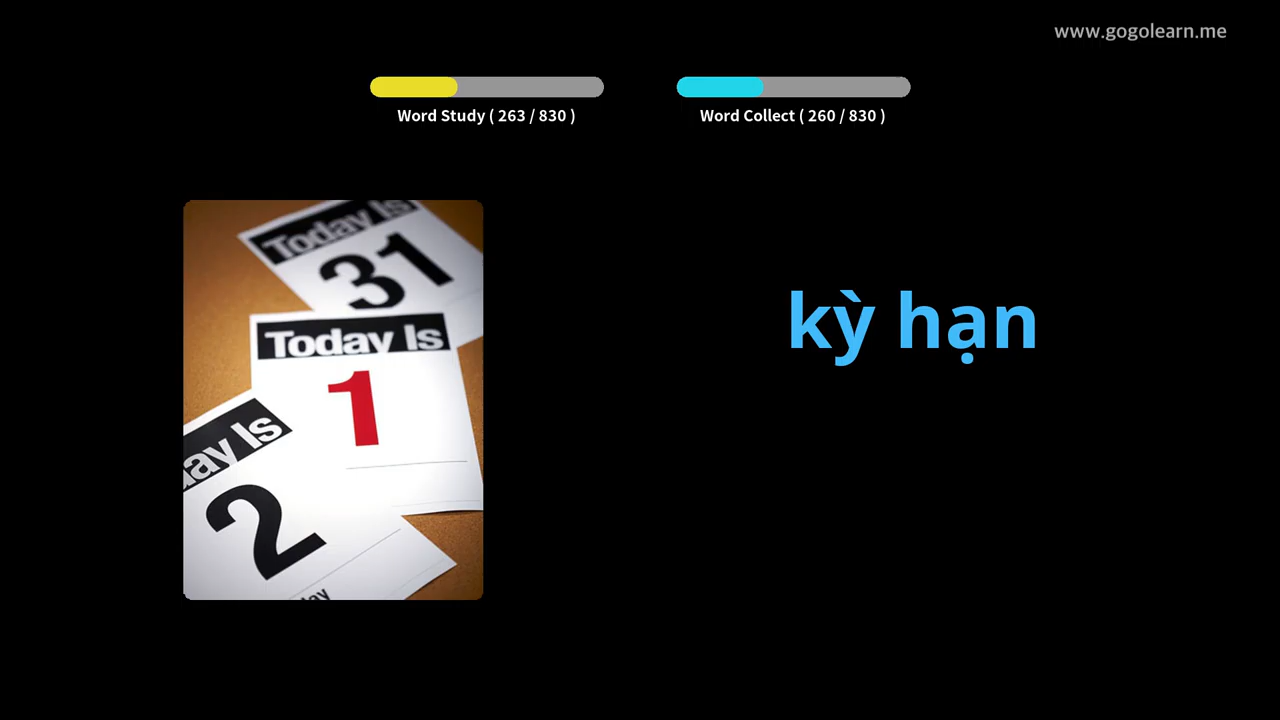 www.gogolearn.me
Word Study ( 263 / 830 )
Word Collect ( 260 / 830 )
Today Is
31
Today Is
1
ay Is
2
kỳ hạn